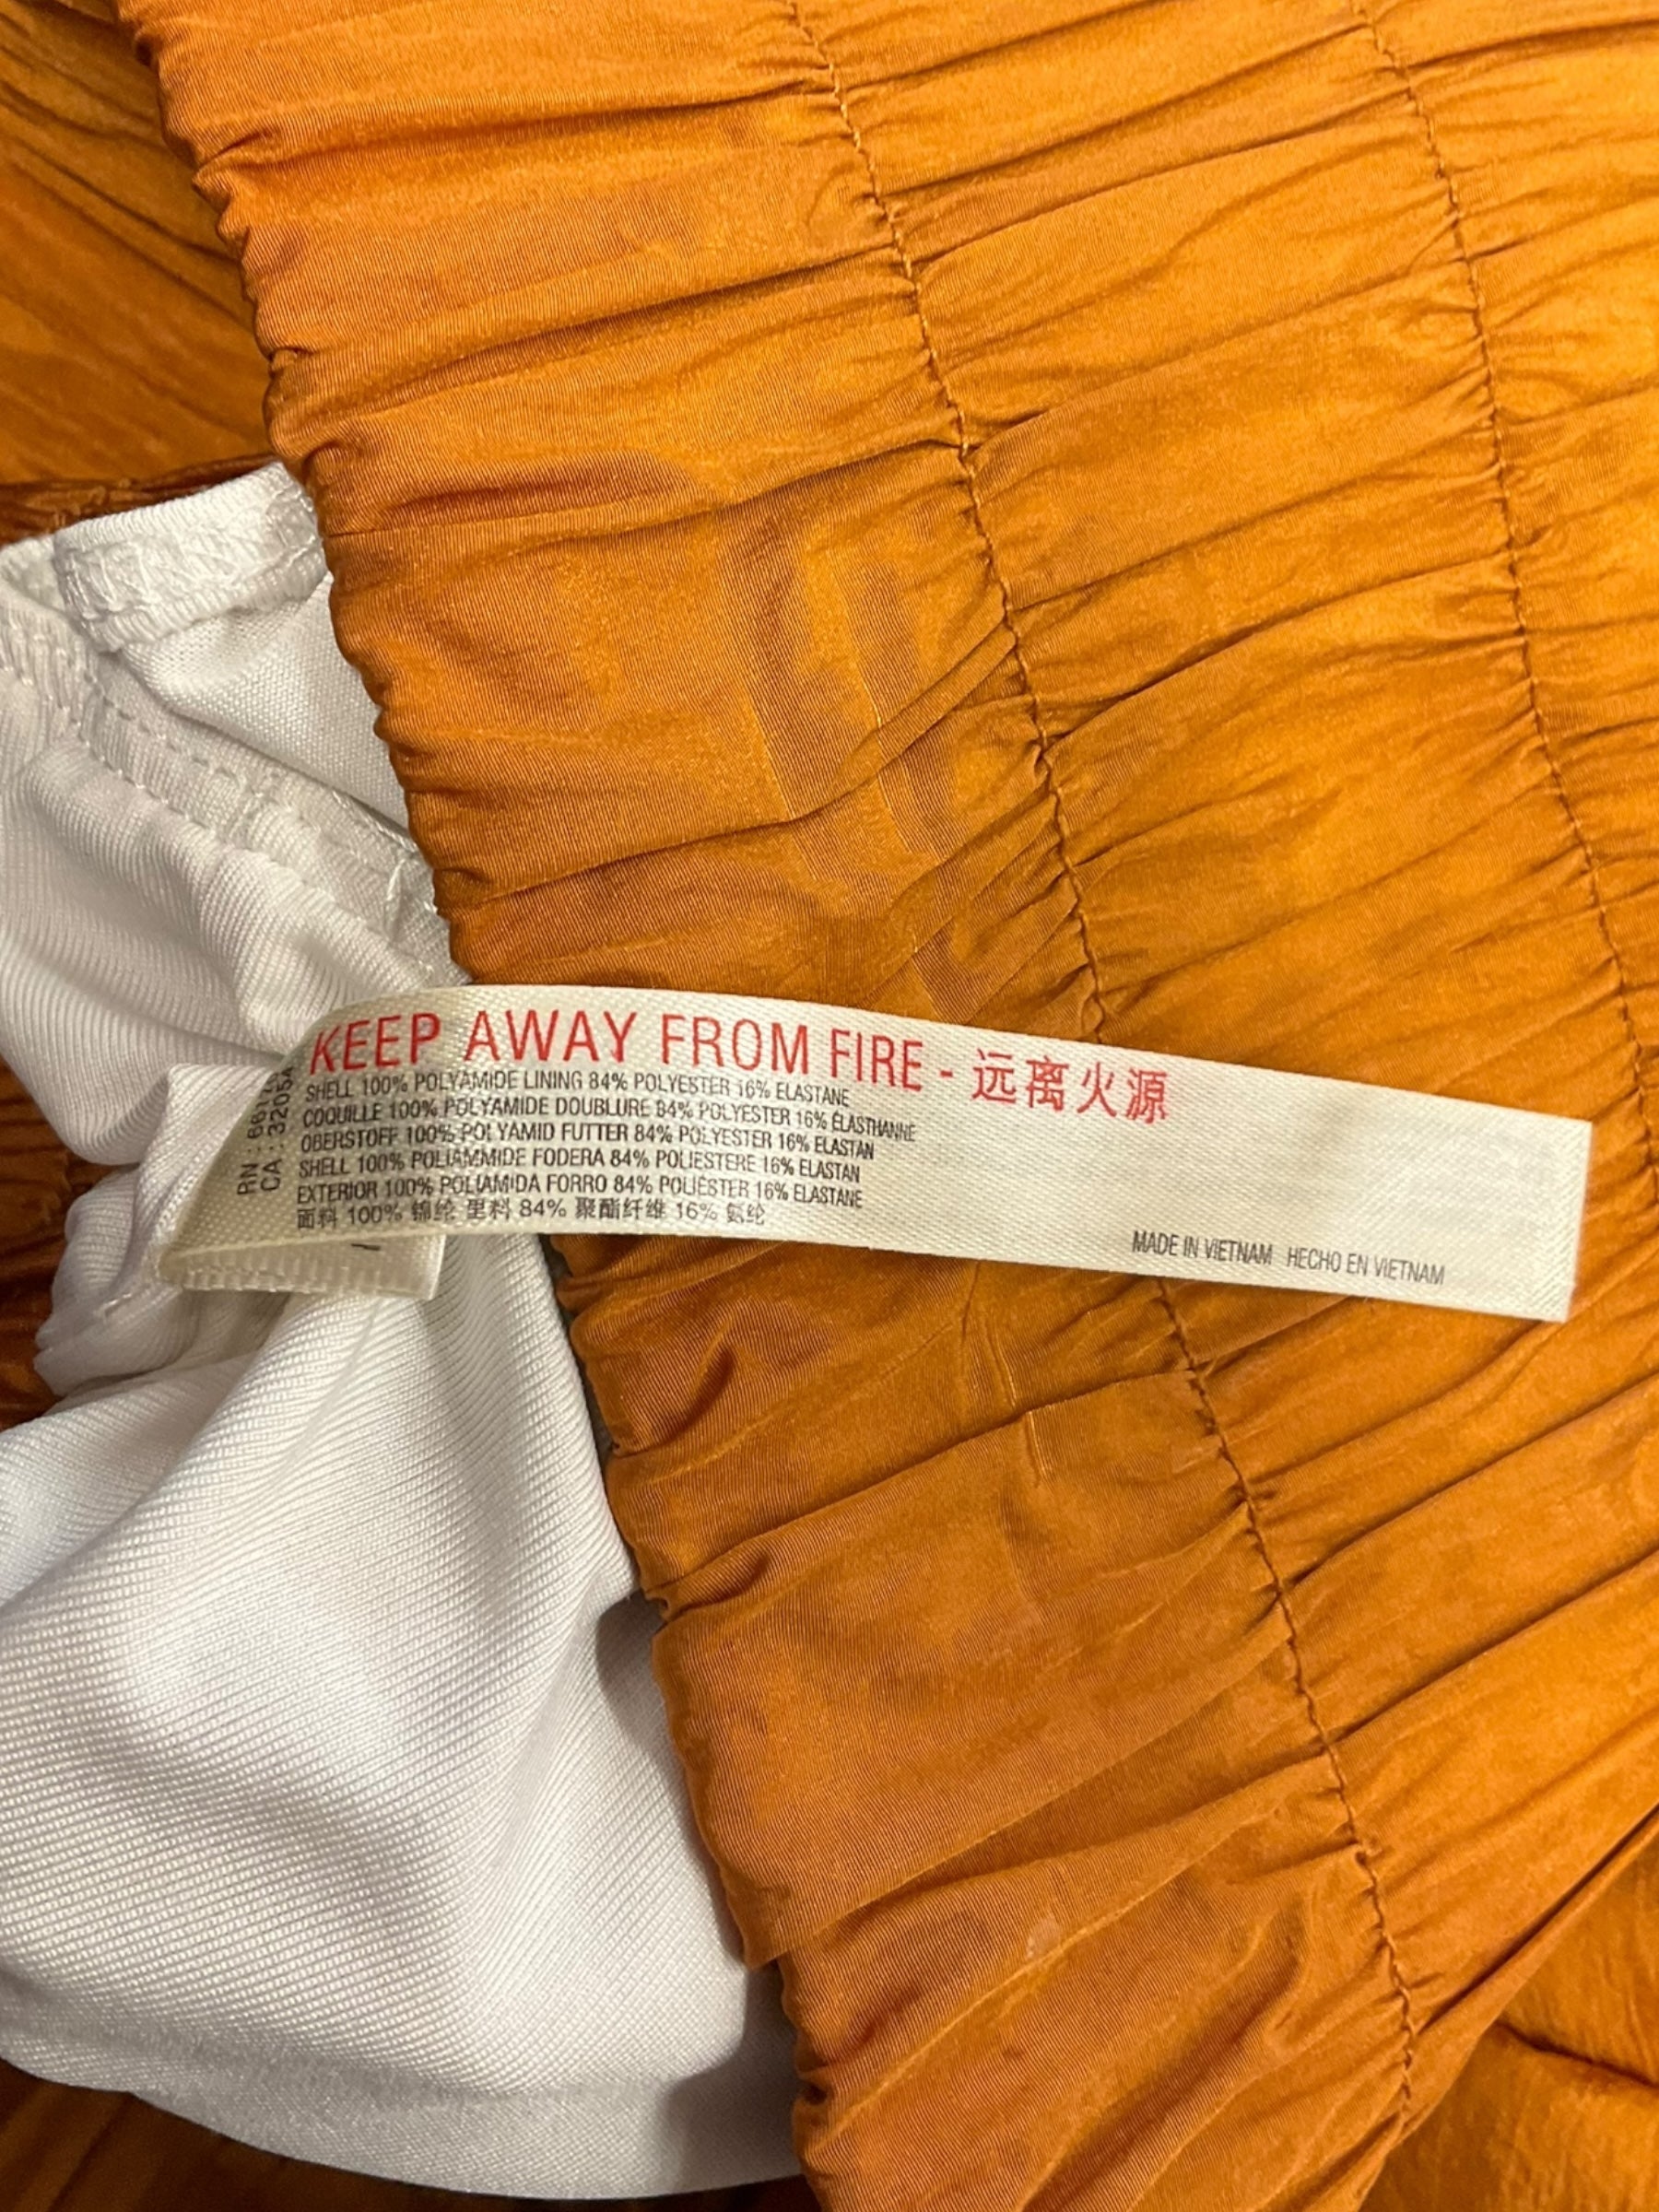 KEEP AWAY FROM FIRE - 远离火源
SHELL 100% POLYAMIDE LINING 84% POLYESTER 16% ELASTANE
COQUILLE 100% POLYAMIDE DOUBLURE 84% POLYESTER 16% ÉLASTHANNE
OBERSTOFF 100% POLYAMID FUTTER 84% POLYESTER 16% ELASTAN
SHELL 100% POLIAMMIDE FODERA 84% POLIESTERE 16% ELASTAN
EXTERIOR 100% POLIAMIDA FORRO 84% POLIÉSTER 16% ELASTANE
面料 100% 锦纶 里料 84% 聚酯纤维 16% 氨纶
MADE IN VIETNAM HECHO EN VIETNAM
RN :
CA :